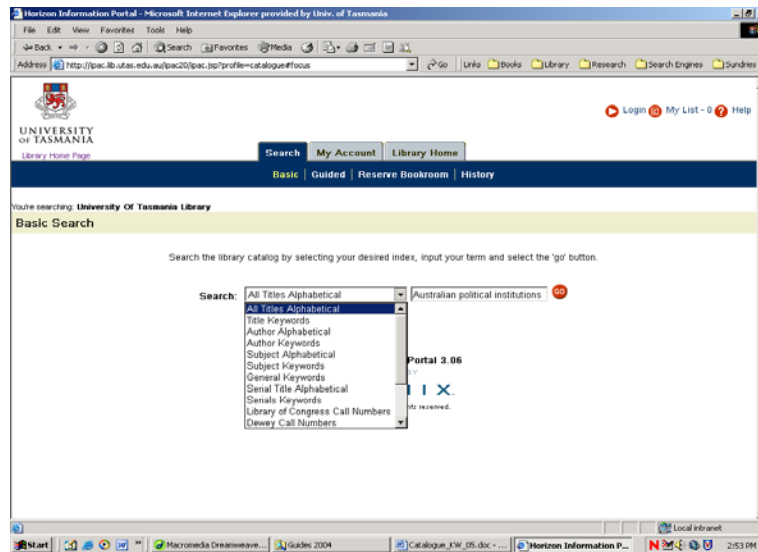 Horizon Information Portal - Microsoft Internet Explorer provided by Univ. of Tasmania
File Edit View Favorites Tools Help
Back Search Favorites Media
Address http://ipac.lib.utas.edu.au/ipac20/ipac.jsp?profile=catalogue#focus Go Links Books Library Research Search Engines Sundries
Login My List - 0 Help
UNIVERSITY
OF TASMANIA
Library Home Page
Search My Account Library Home
Basic | Guided | Reserve Bookroom | History
You're searching: University Of Tasmania Library
Basic Search
Search the library catalog by selecting your desired index, input your term and select the 'go' button.
Search: All Titles Alphabetical Australian political institutions GO
All Titles Alphabetical
Title Keywords
Author Alphabetical
Author Keywords
Subject Alphabetical
Subject Keywords
General Keywords
Serial Title Alphabetical
Serials Keywords
Library of Congress Call Numbers
Dewey Call Numbers
Portal 3.06
I X
reserved.
Local intranet
Start Macromedia Dreamweave... Guides 2004 Catalogue_KW_05.doc - ... Horizon Information P... 2:53 PM